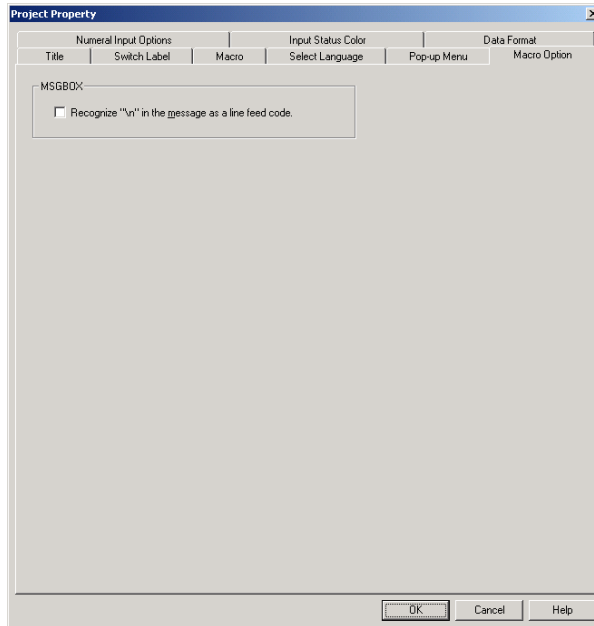 Project Property
Numeral Input Options Input Status Color Data Format
Title Switch Label Macro Select Language Pop-up Menu Macro Option
MSGBOX
Recognize "\n" in the message as a line feed code.
OK Cancel Help